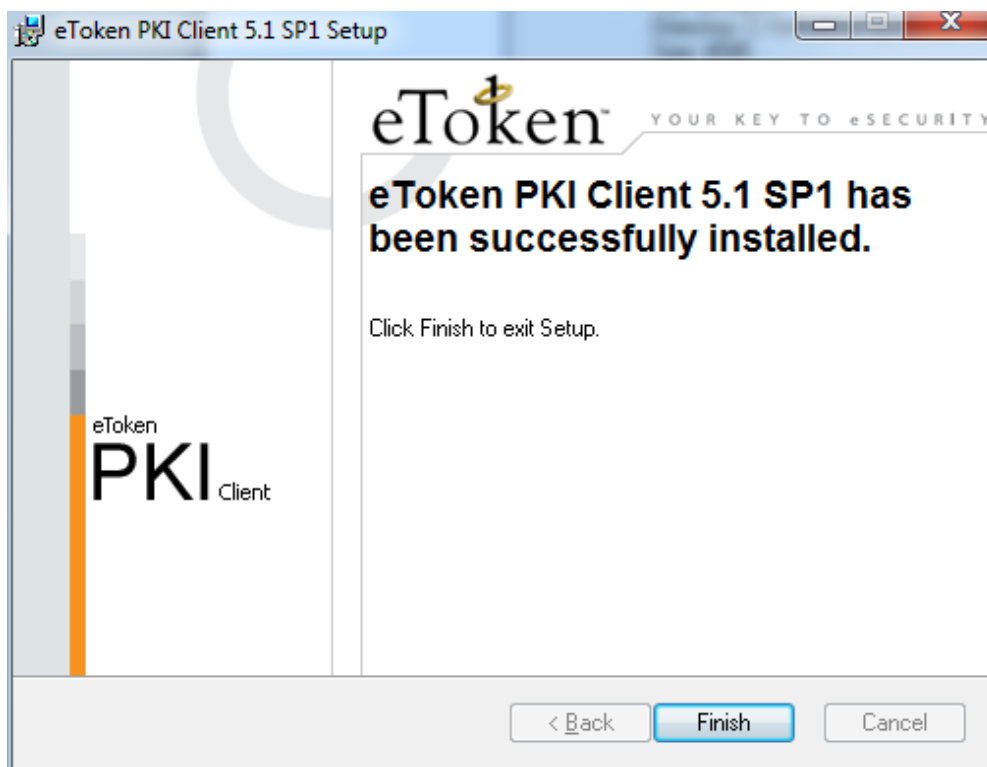 eToken PKI Client 5.1 SP1 Setup
eToken™
YOUR KEY TO eSECURITY
eToken PKI Client 5.1 SP1 has
been successfully installed.
Click Finish to exit Setup.
eToken
PKI Client
< Back
Finish
Cancel